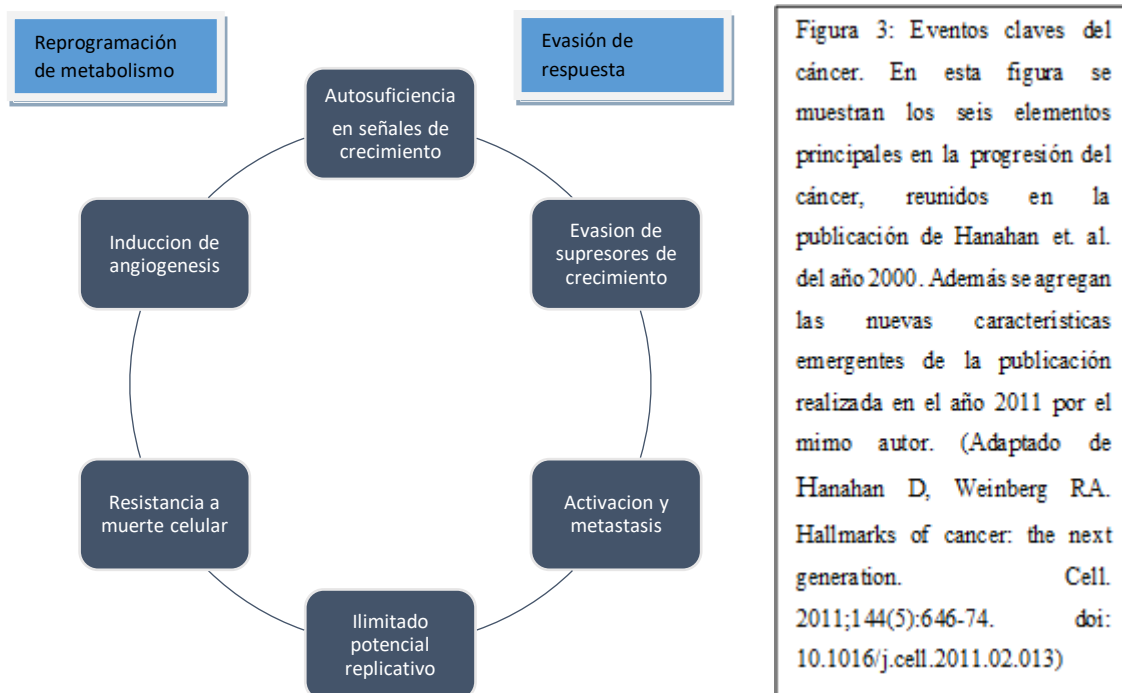 Reprogramación
de metabolismo
Evasión de
respuesta
Autosuficiencia
en señales de
crecimiento
Evasion de
supresores de
crecimiento
Activacion y
metastasis
Ilimitado
potencial
replicativo
Resistancia a
muerte celular
Induccion de
angiogenesis
Figura 3: Eventos claves del
cáncer. En esta figura se
muestran los seis elementos
principales en la progresión del
cáncer, reunidos en la
publicación de Hanahan et. al.
del año 2000. Además se agregan
las nuevas características
emergentes de la publicación
realizada en el año 2011 por el
mimo autor. (Adaptado de
Hanahan D, Weinberg RA.
Hallmarks of cancer: the next
generation. Cell.
2011;144(5):646-74. doi:
10.1016/j.cell.2011.02.013)